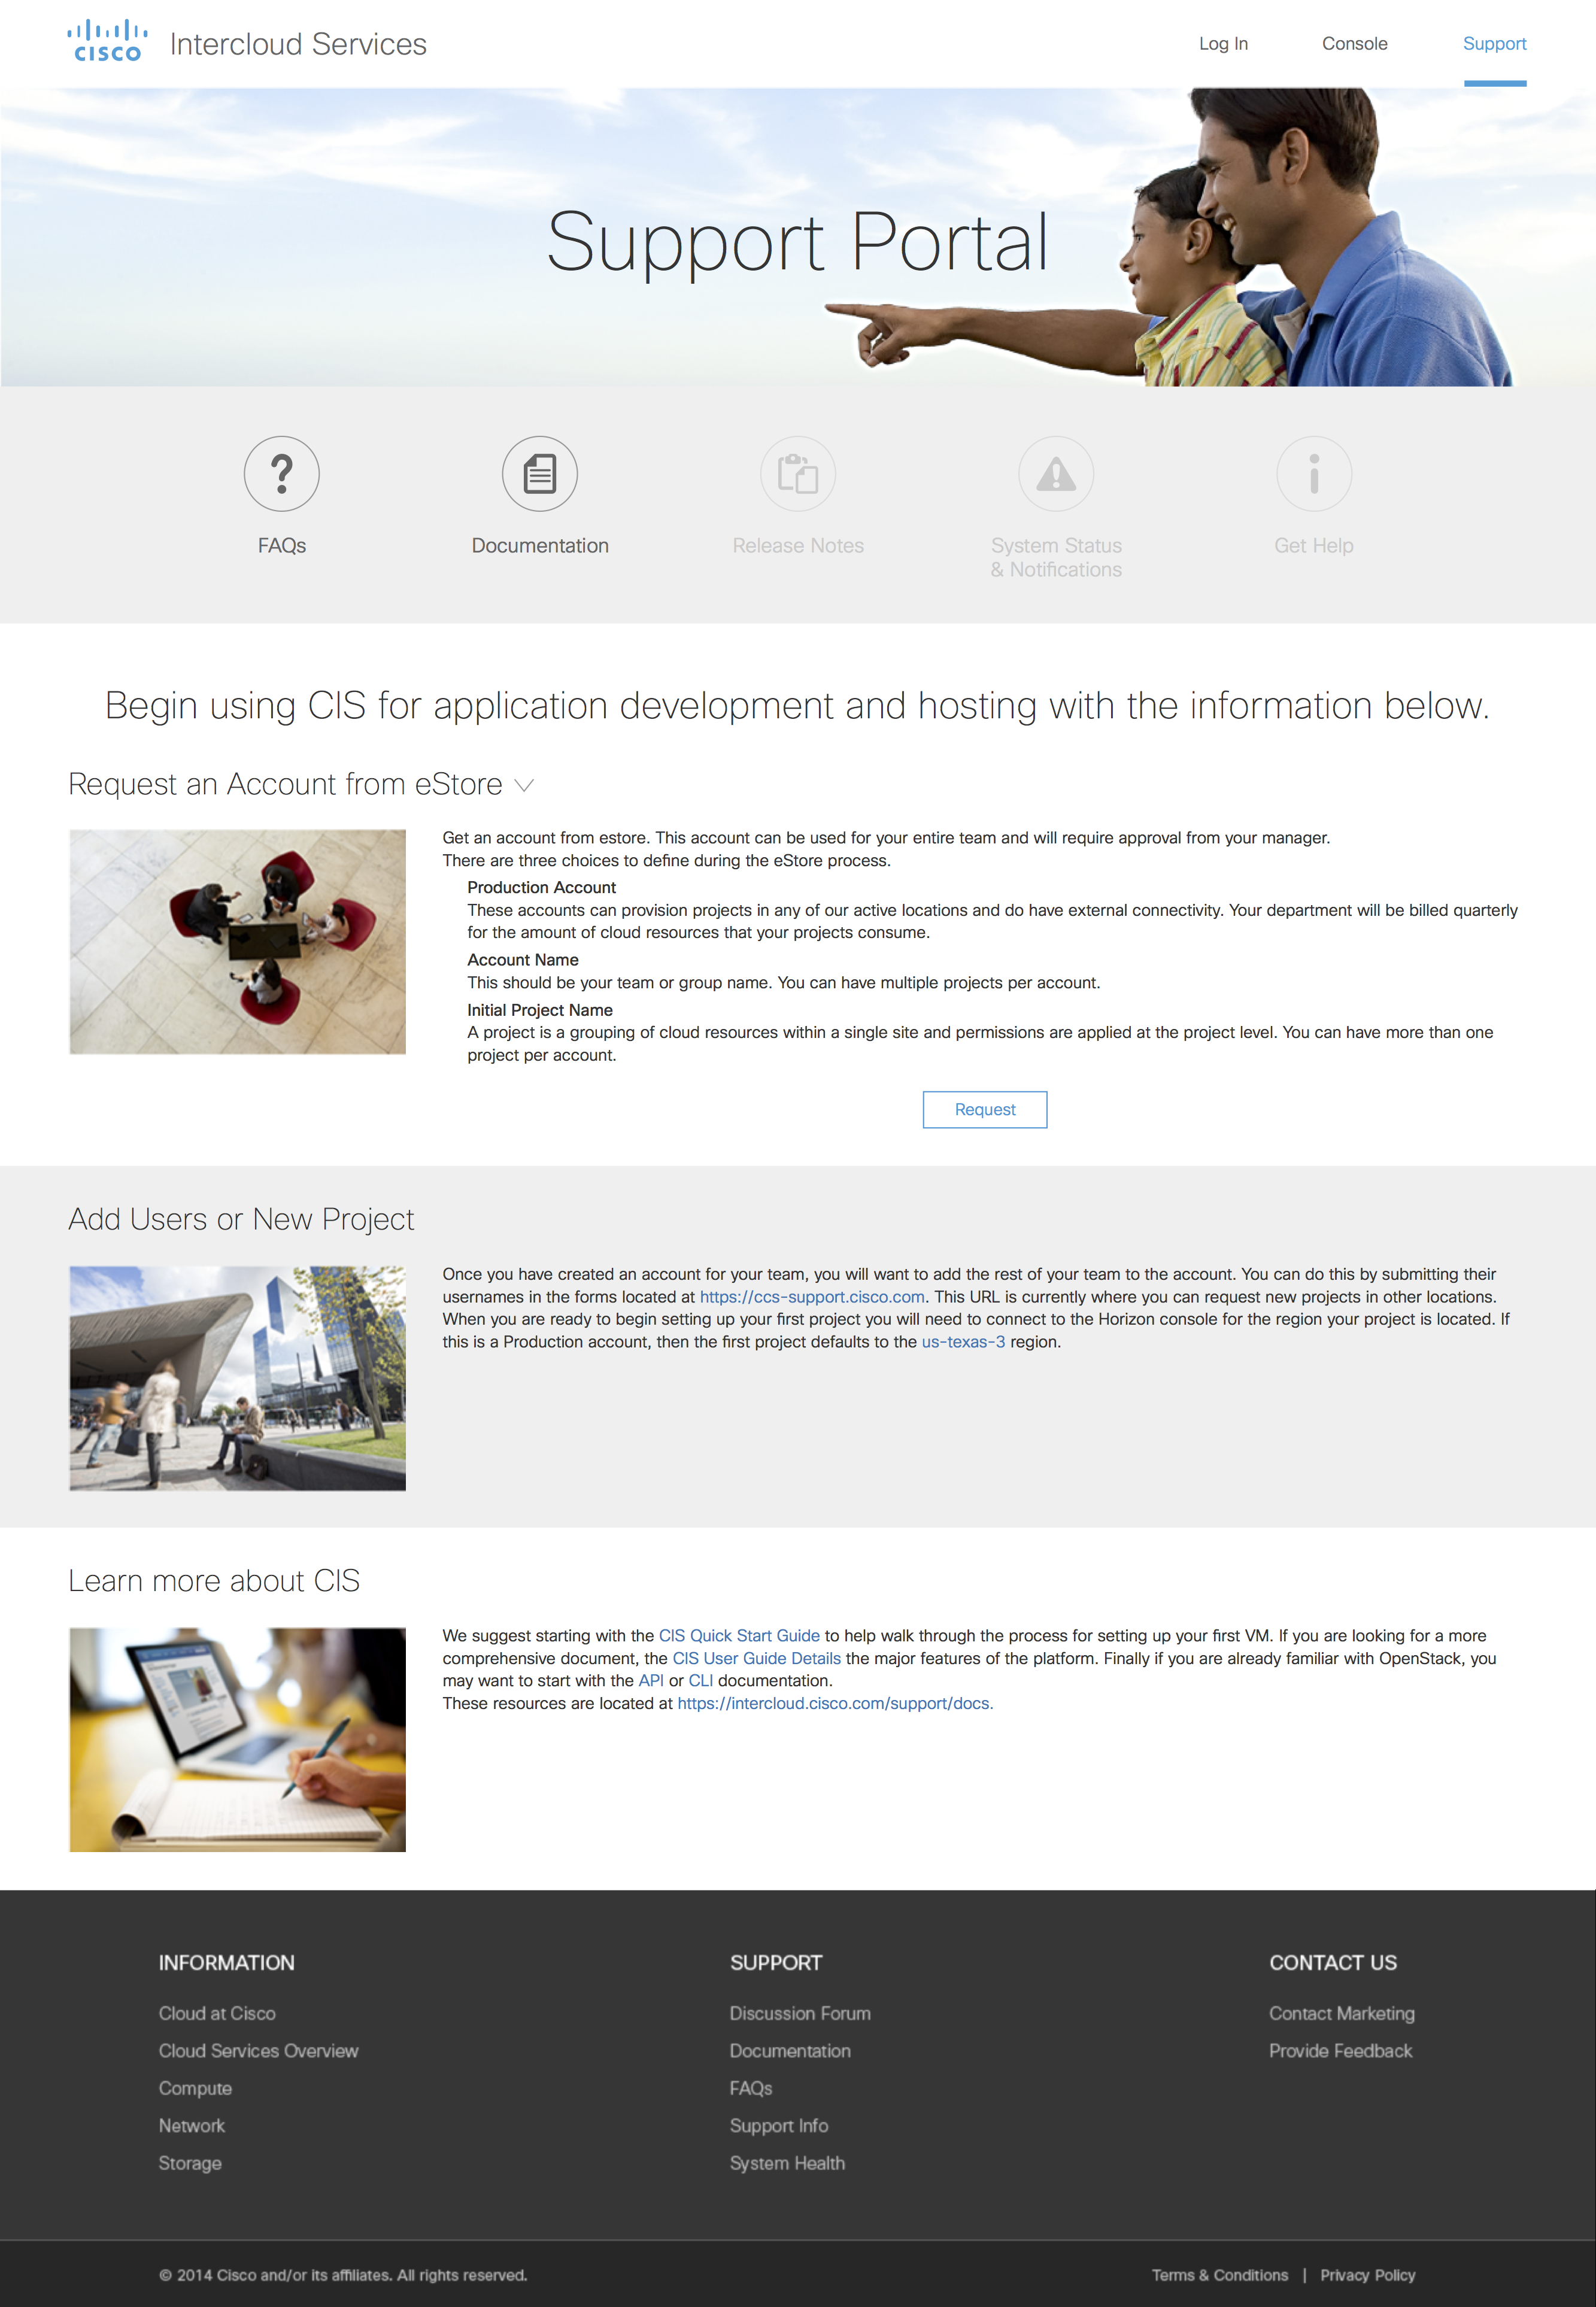 CISCO
Intercloud Services
Log In
Console
Support
Support Portal
FAQs
Documentation
Release Notes
System Status
& Notifications
Get Help
Begin using CIS for application development and hosting with the information below.
Request an Account from eStore
Get an account from estore. This account can be used for your entire team and will require approval from your manager.
There are three choices to define during the eStore process.
Production Account
These accounts can provision projects in any of our active locations and do have external connectivity. Your department will be billed quarterly
for the amount of cloud resources that your projects consume.
Account Name
This should be your team or group name. You can have multiple projects per account.
Initial Project Name
A project is a grouping of cloud resources within a single site and permissions are applied at the project level. You can have more than one
project per account.
Request
Add Users or New Project
Once you have created an account for your team, you will want to add the rest of your team to the account. You can do this by submitting their
usernames in the forms located at https://ccs-support.cisco.com. This URL is currently where you can request new projects in other locations.
When you are ready to begin setting up your first project you will need to connect to the Horizon console for the region your project is located. If
this is a Production account, then the first project defaults to the us-texas-3 region.
Learn more about CIS
We suggest starting with the CIS Quick Start Guide to help walk through the process for setting up your first VM. If you are looking for a more
comprehensive document, the CIS User Guide Details the major features of the platform. Finally if you are already familiar with OpenStack, you
may want to start with the API or CLI documentation.
These resources are located at https://intercloud.cisco.com/support/docs.
INFORMATION
Cloud at Cisco
Cloud Services Overview
Compute
Network
Storage
SUPPORT
Discussion Forum
Documentation
FAQs
Support Info
System Health
CONTACT US
Contact Marketing
Provide Feedback
© 2014 Cisco and/or its affiliates. All rights reserved.
Terms & Conditions | Privacy Policy